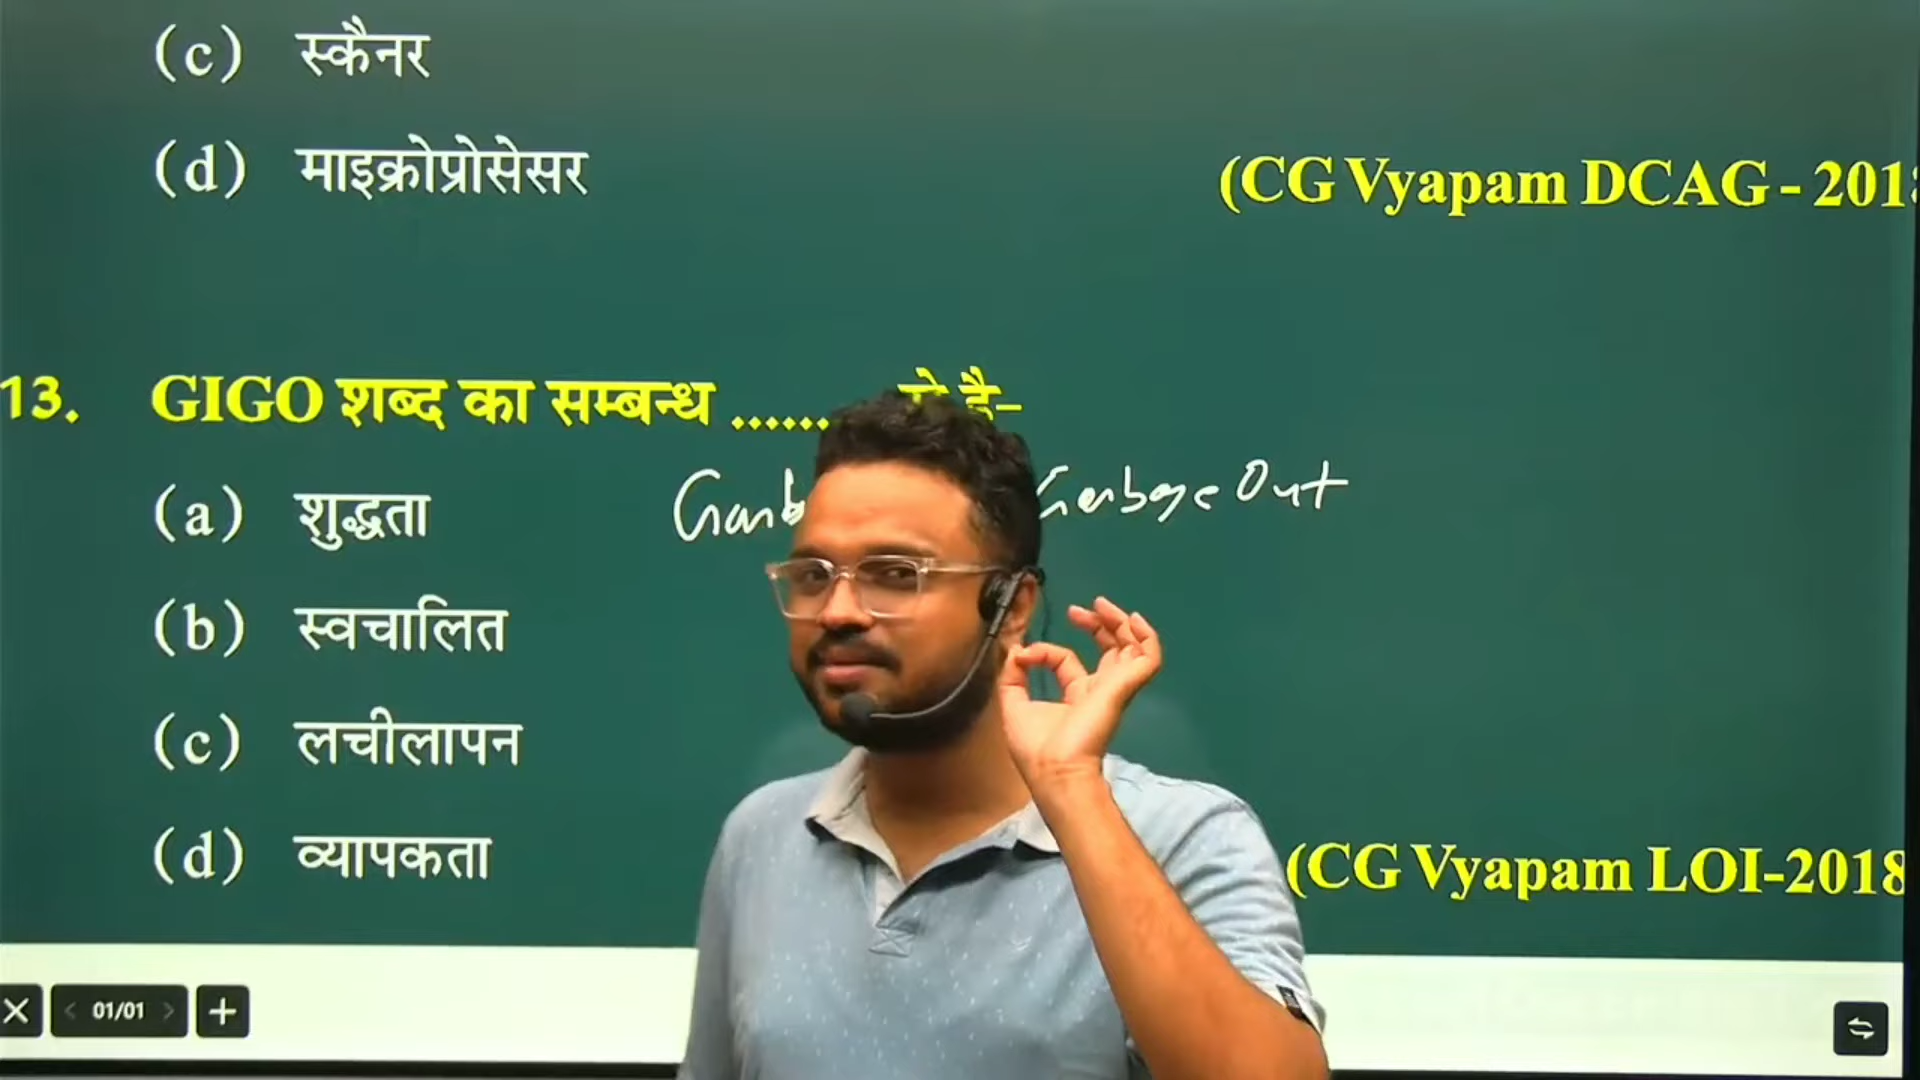 (c) स्कैनर
(d) माइक्रोप्रोसेसर
(CG Vyapam DCAG - 201
13. GIGO शब्द का सम्बन्ध ...... से है-
Garbage Out
(a) शुद्धता
(b) स्वचालित
(c) लचीलापन
(d) व्यापकता
(CG Vyapam LOI-2018
01/01